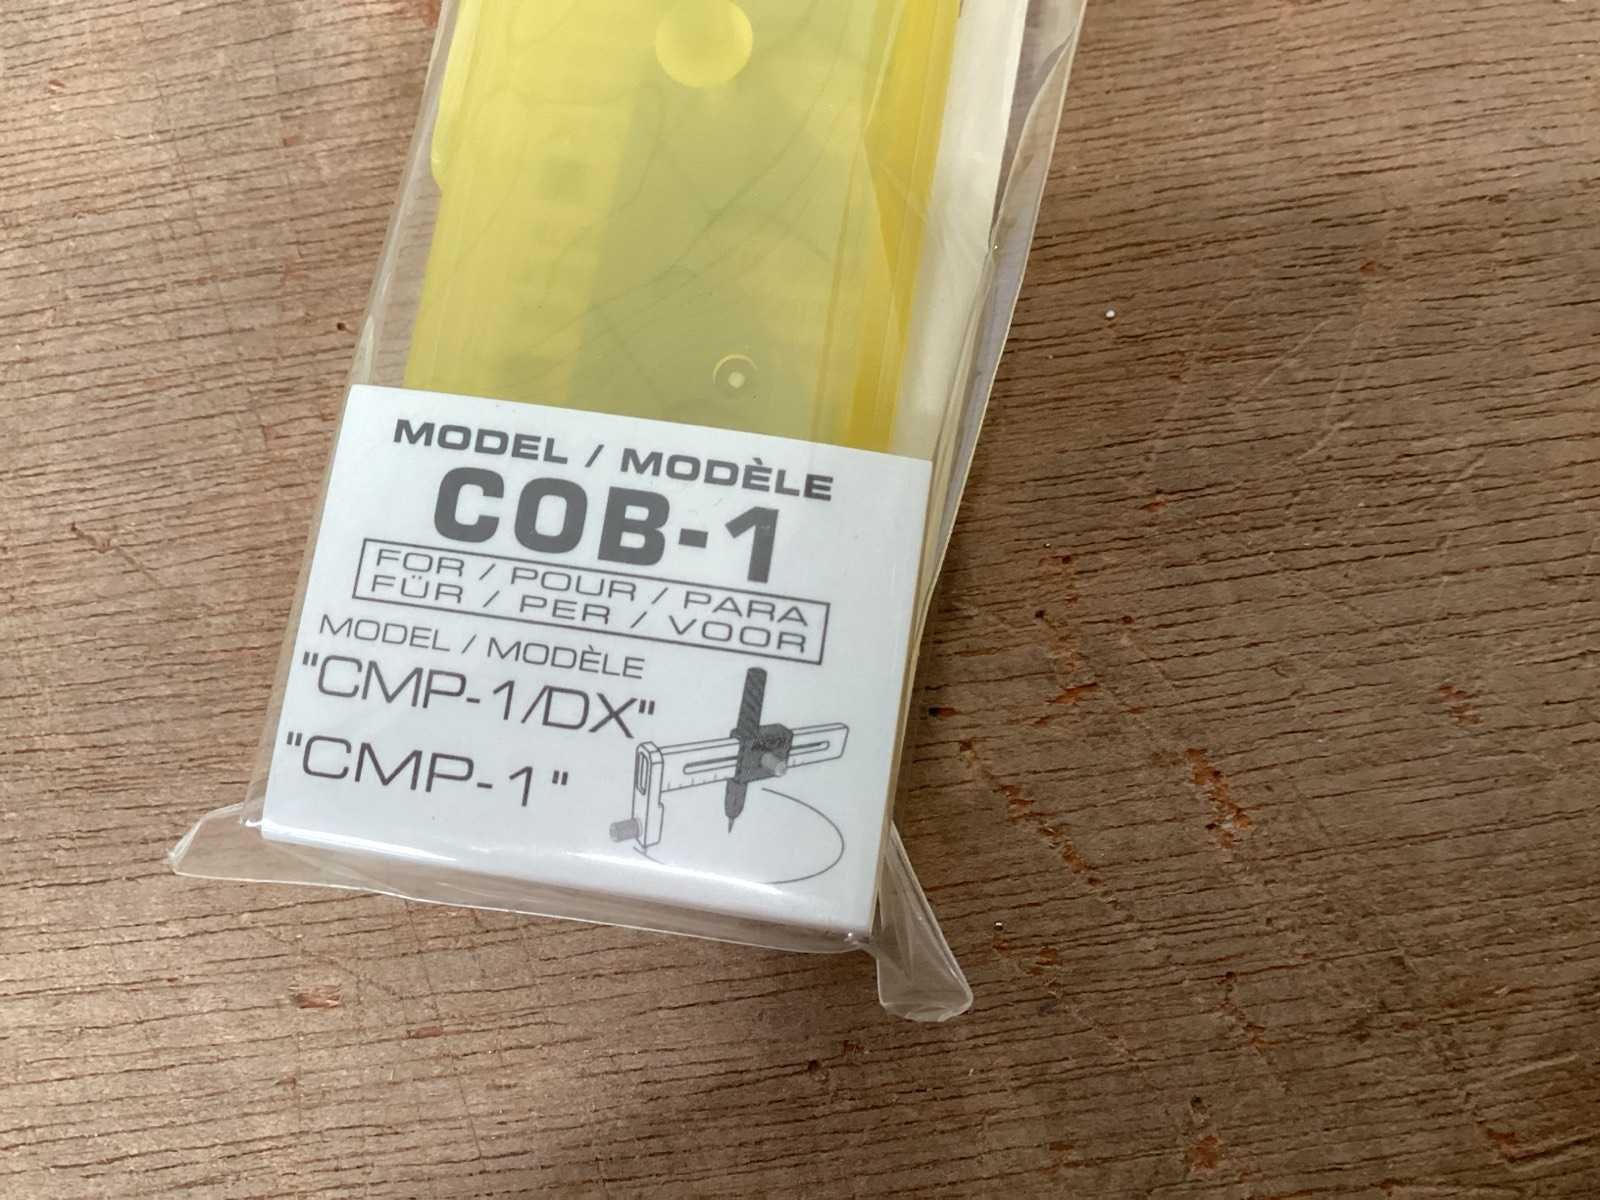 MODEL / MODÈLE
COB-1
FOR / POUR / PARA
FÜR / PER / VOOR
MODEL / MODÈLE
"CMP-1/DX"
"CMP-1"